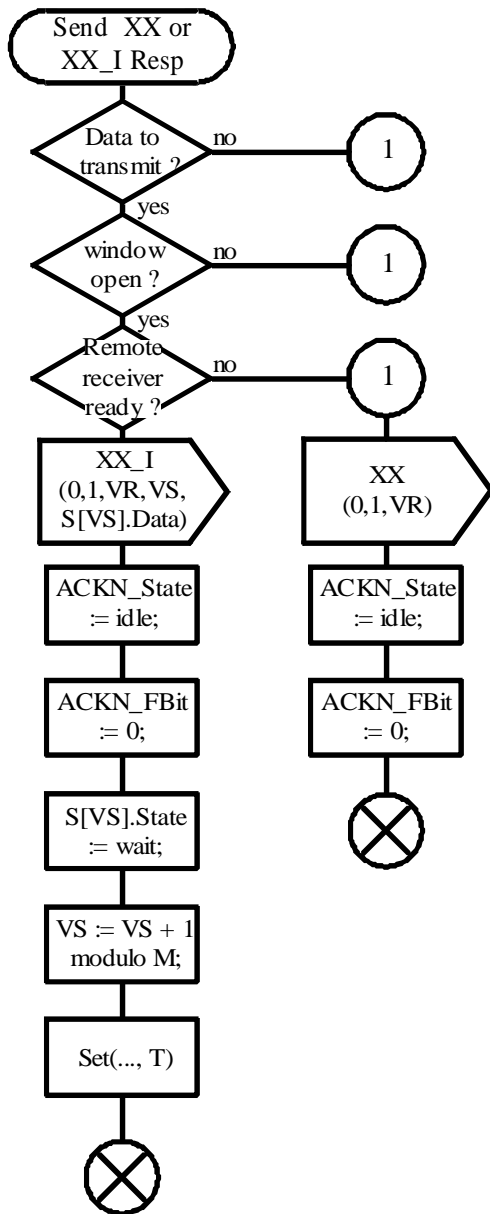 Send XX or
XX_I Resp
Data to
transmit ?
no
1
yes
window
open ?
no
1
yes
Remote
receiver
ready ?
no
1
XX_I
(0,1,VR,VS,
S[VS].Data)
XX
(0,1,VR)
ACKN_State
:= idle;
ACKN_State
:= idle;
ACKN_FBit
:= 0;
ACKN_FBit
:= 0;
S[VS].State
:= wait;
VS := VS + 1
modulo M;
Set(..., T)